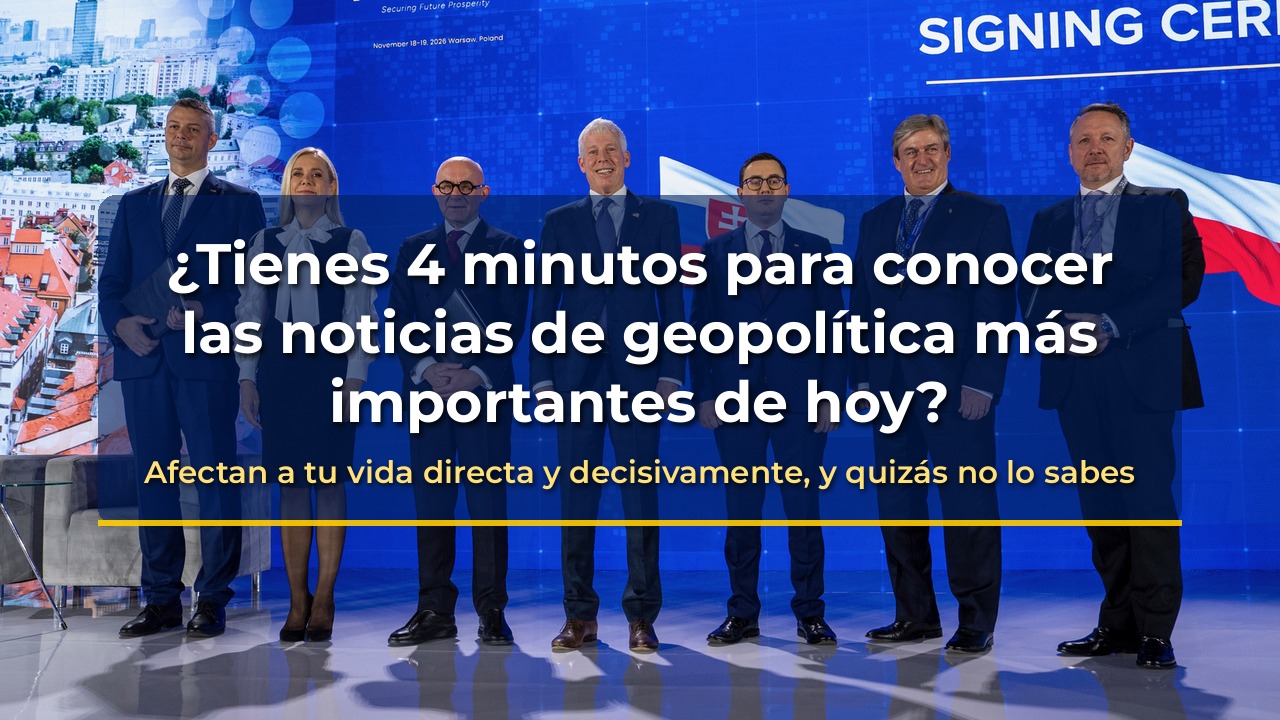 Securing Future Prosperity
November 18-19, 2026 Warsaw, Poland
SIGNING CER
¿Tienes 4 minutos para conocer
las noticias de geopolítica más
importantes de hoy?
Afectan a tu vida directa y decisivamente, y quizás no lo sabes